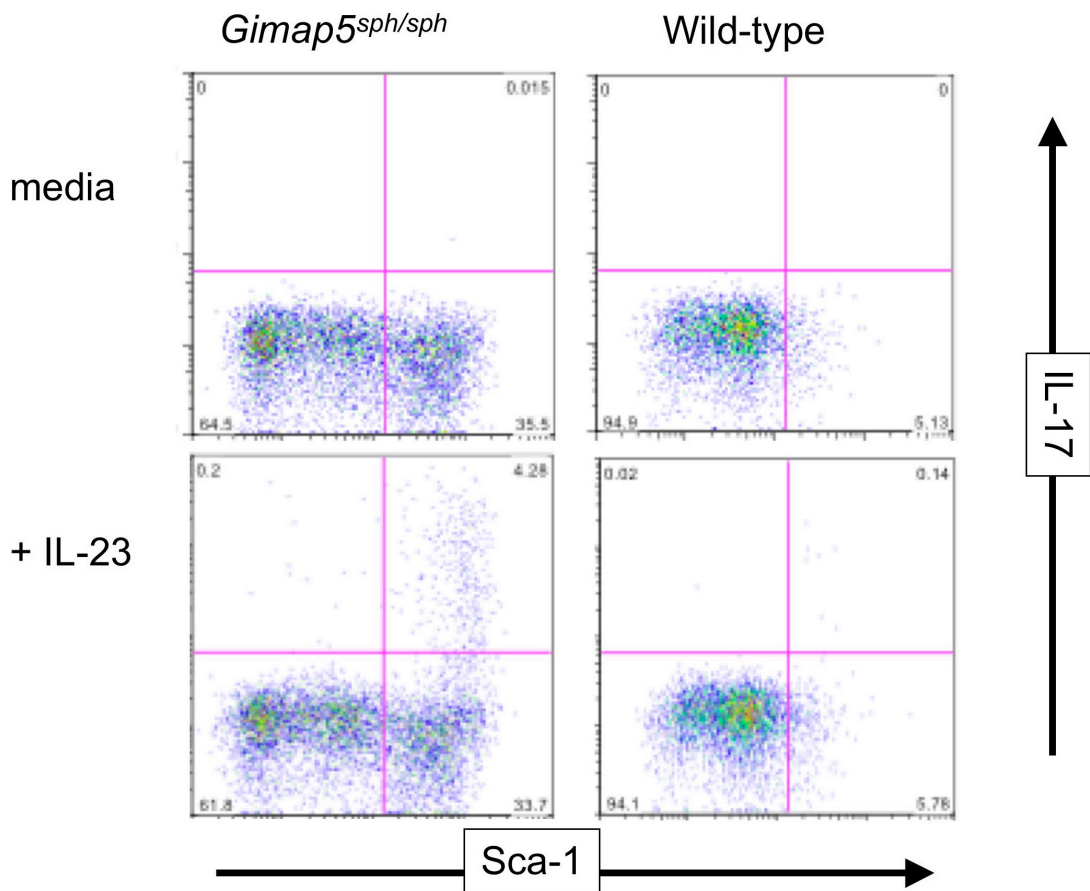 Gimap5sph/sph Wild-type
0 0.015 0 0
media
64.5 35.5 94.9 5.13
IL-17
0.2 4.28 0.02 0.14
+ IL-23
61.8 33.7 94.1 5.78
Sca-1